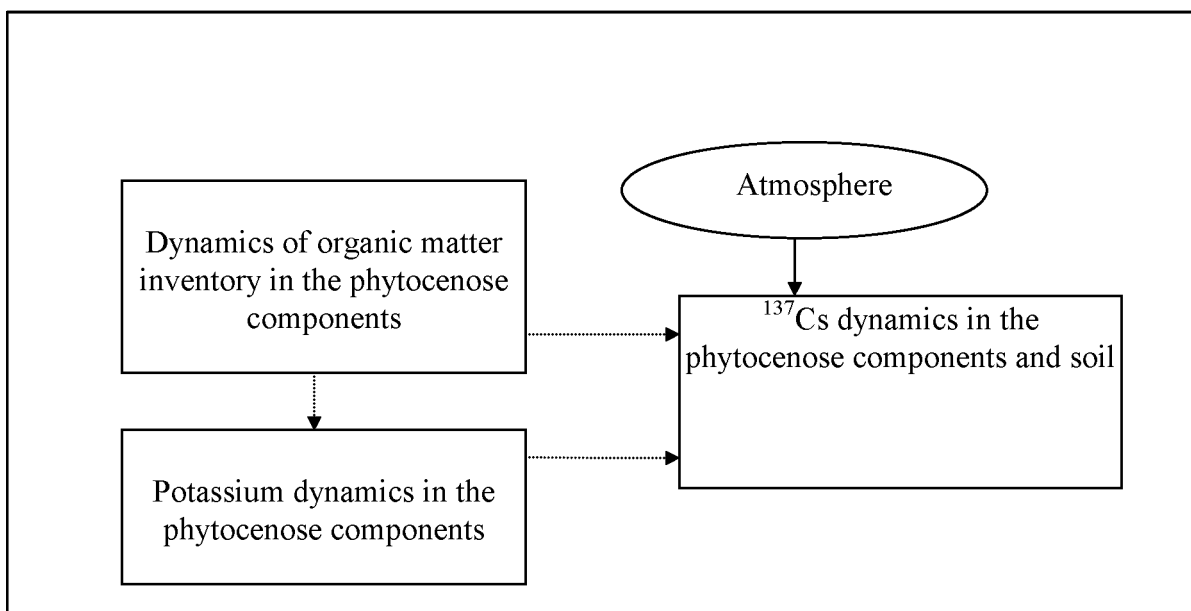 Atmosphere
Dynamics of organic matter
inventory in the phytocenose
components
¹³⁷Cs dynamics in the
phytocenose components and soil
Potassium dynamics in the
phytocenose components